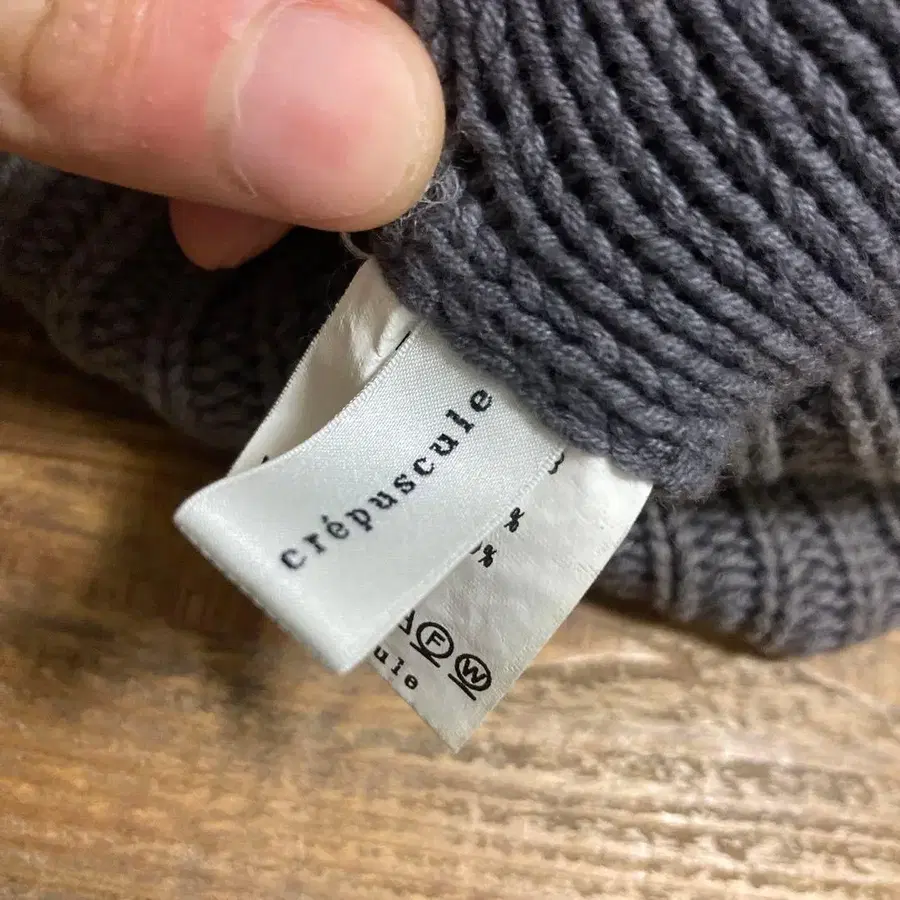 crépuscule
%
%
F W
ule